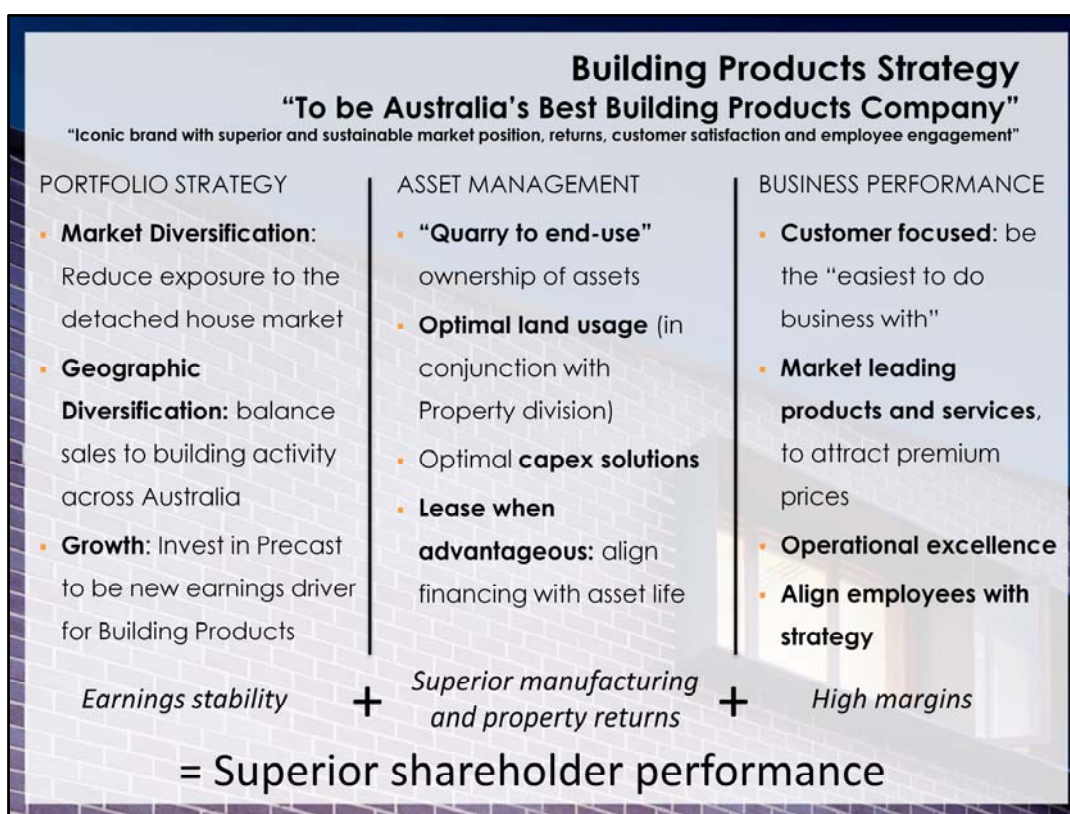 Building Products Strategy
“To be Australia’s Best Building Products Company”
“Iconic brand with superior and sustainable market position, returns, customer satisfaction and employee engagement”
PORTFOLIO STRATEGY
▪ Market Diversification:
Reduce exposure to the
detached house market
▪ Geographic
Diversification: balance
sales to building activity
across Australia
▪ Growth: Invest in Precast
to be new earnings driver
for Building Products
Earnings stability
+
ASSET MANAGEMENT
▪ “Quarry to end-use”
ownership of assets
▪ Optimal land usage (in
conjunction with
Property division)
▪ Optimal capex solutions
▪ Lease when
advantageous: align
financing with asset life
Superior manufacturing
and property returns
+
BUSINESS PERFORMANCE
▪ Customer focused: be
the “easiest to do
business with”
▪ Market leading
products and services,
to attract premium
prices
▪ Operational excellence
▪ Align employees with
strategy
High margins
= Superior shareholder performance